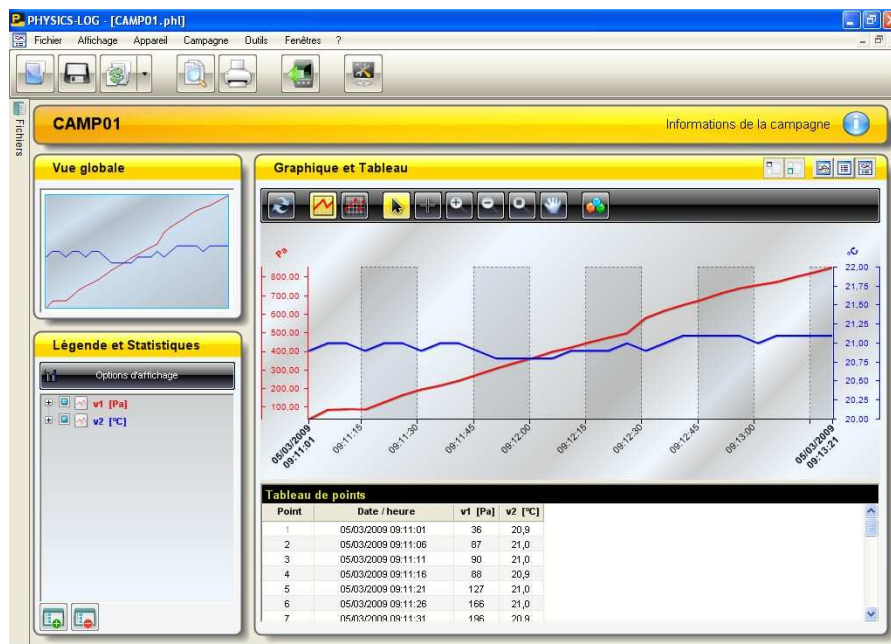 PHYSICS-LOG - [CAMP01.phl]
Fichier Affichage Appareil Campagne Outils Fenêtres ?
Fichiers
CAMP01
Informations de la campagne
Vue globale
Graphique et Tableau
Pa
°C
800,00
700,00
600,00
500,00
400,00
300,00
200,00
100,00
22,00
21,75
21,50
21,25
21,00
20,75
20,50
20,25
20,00
05/03/2009 09:11:01
09:11:15
09:11:30
09:11:45
09:12:00
09:12:15
09:12:30
09:12:45
09:13:00
05/03/2009 09:13:21
Légende et Statistiques
Options d'affichage
v1 [Pa]
v2 [°C]
Tableau de points
Point Date / heure v1 [Pa] v2 [°C]
1 05/03/2009 09:11:01 36 20,9
2 05/03/2009 09:11:06 87 21,0
3 05/03/2009 09:11:11 90 21,0
4 05/03/2009 09:11:16 88 20,9
5 05/03/2009 09:11:21 127 21,0
6 05/03/2009 09:11:26 166 21,0
7 05/03/2009 09:11:31 196 20,9